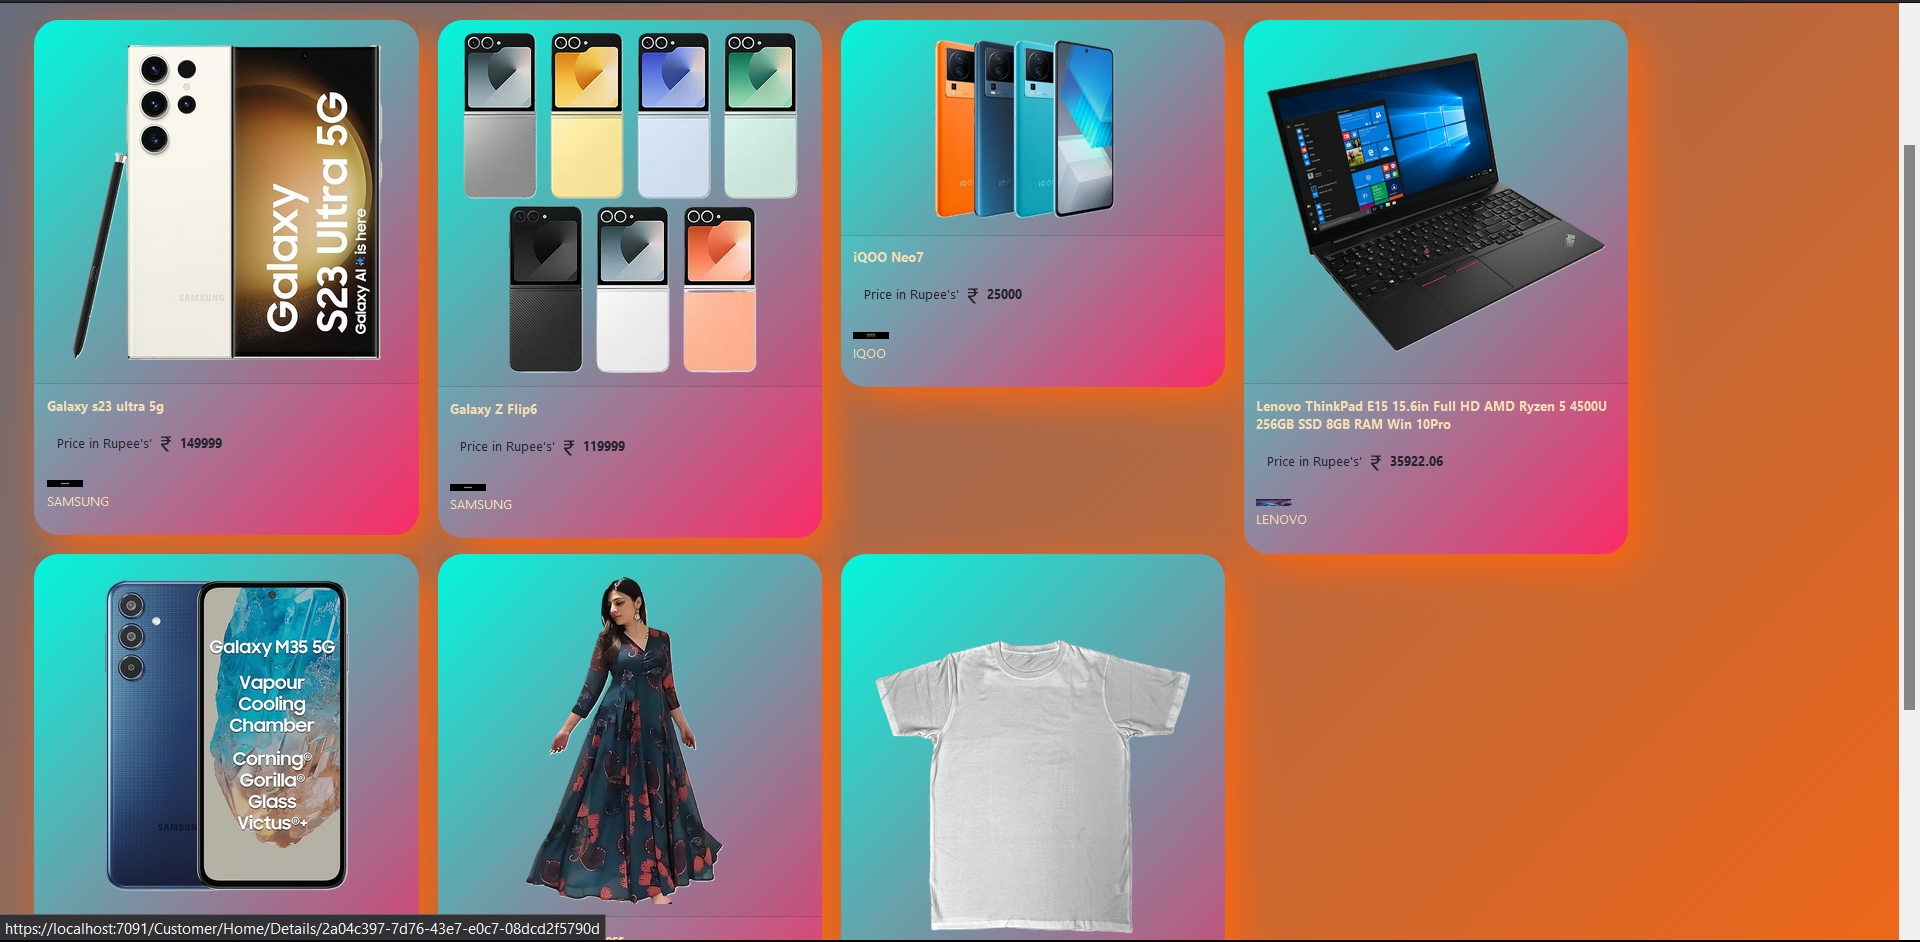 Galaxy
S23 Ultra 5G
Galaxy AI is here
SAMSUNG
Galaxy s23 ultra 5g
Price in Rupee's' ₹ 149999
SAMSUNG
Galaxy Z Flip6
Price in Rupee's' ₹ 119999
SAMSUNG
iQOO Neo7
Price in Rupee's' ₹ 25000
IQOO
Lenovo ThinkPad E15 15.6in Full HD AMD Ryzen 5 4500U
256GB SSD 8GB RAM Win 10Pro
Price in Rupee's' ₹ 35922.06
LENOVO
Galaxy M35 5G
Vapour
Cooling
Chamber
Corning®
Gorilla®
Glass
Victus®+
https://localhost:7091/Customer/Home/Details/2a04c397-7d76-43e7-e0c7-08dcd2f5790d